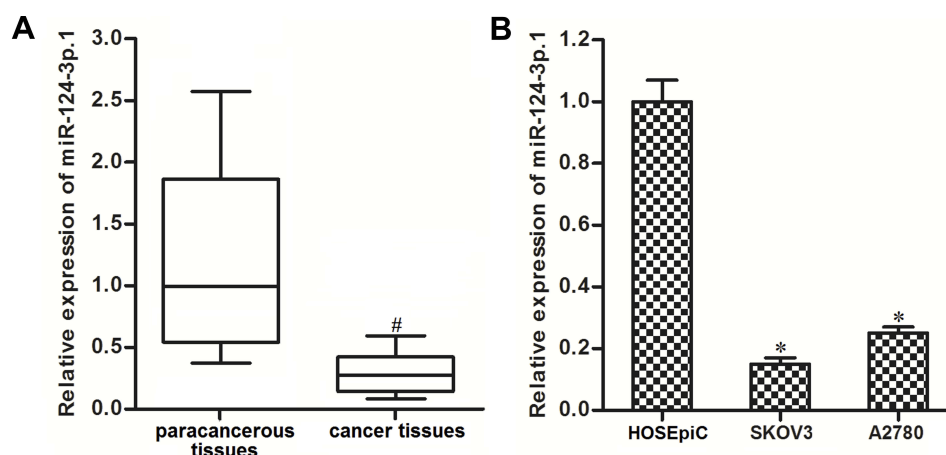 A
Relative expression of miR-124-3p.1
3.0
2.5
2.0
1.5
1.0
0.5
0.0
#
paracancerous
tissues
cancer tissues
B
Relative expression of miR-124-3p.1
1.2
1.0
0.8
0.6
0.4
0.2
0.0
*
*
HOSEpiC
SKOV3
A2780